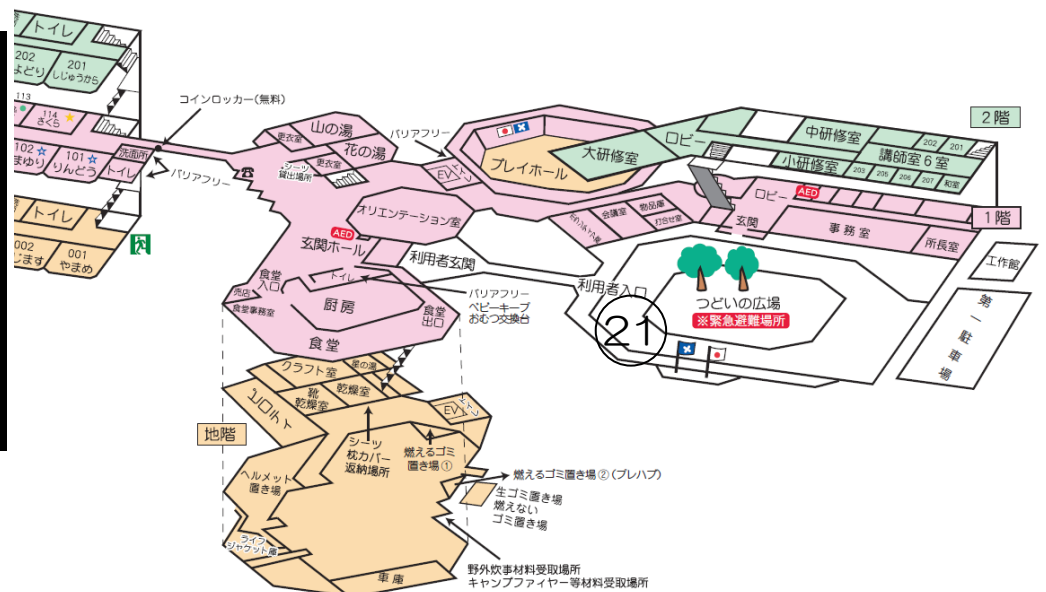 トイレ
202
よどり
201
しじゅうから
113
114
さくら
102☆
まゆり
101☆
りんどう
洗面所
トイレ
トイレ
002
じます
001
やまめ
コインロッカー(無料)
バリアフリー
更衣室
山の湯
花の湯
更衣室
シーツ
貸出場所
バリアフリー
EV
トイレ
プレイホール
大研修室
ロビー
中研修室
小研修室
講師室6室
202
201
203
205
206
207
和室
2階
オリエンテーション室
AED
玄関ホール
利用者玄関
会議室
物品庫
打合せ室
ロビー
AED
玄関
事務室
所長室
1階
工作館
第一駐車場
利用者入口
21
つどいの広場
※緊急避難場所
食堂
入口
トイレ
売店
食堂事務室
厨房
食堂
出口
食堂
バリアフリー
ベビーキープ
おむつ交換台
クラフト室
星の湯
靴
乾燥室
乾燥室
EV
トイレ
地階
シーツ
枕カバー
返納場所
燃えるゴミ
置き場①
ヘルメット
置き場
燃えるゴミ置き場②(プレハブ)
生ゴミ置き場
燃えない
ゴミ置き場
ライフ
ジャケット庫
車庫
野外炊事材料受取場所
キャンプファイヤー等材料受取場所